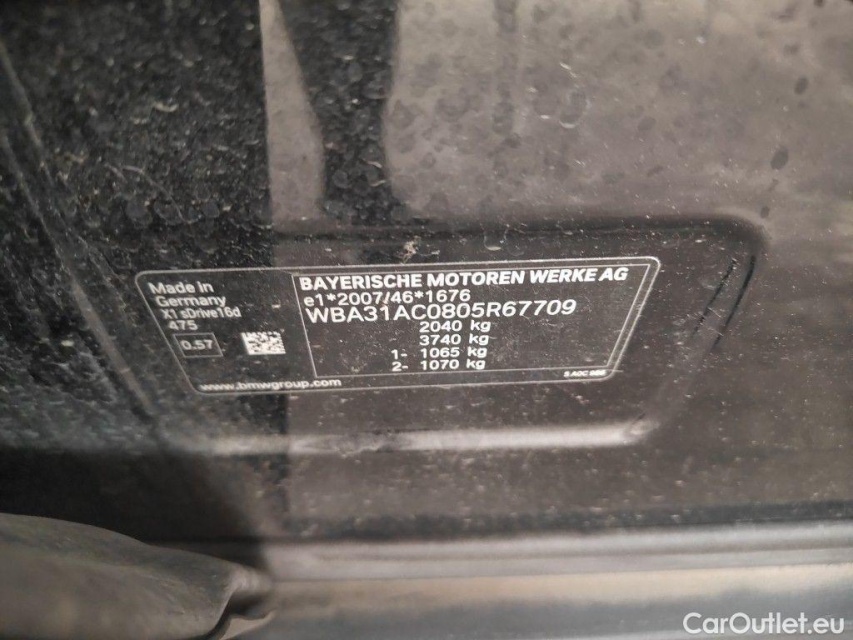 Made in
Germany
X1 sDrive16d
475
0.57
www.bmwgroup.com
BAYERISCHE MOTOREN WERKE AG
e1*2007/46*1676
WBA31AC0805R67709
2040 kg
3740 kg
1- 1065 kg
2- 1070 kg
CarOutlet.eu